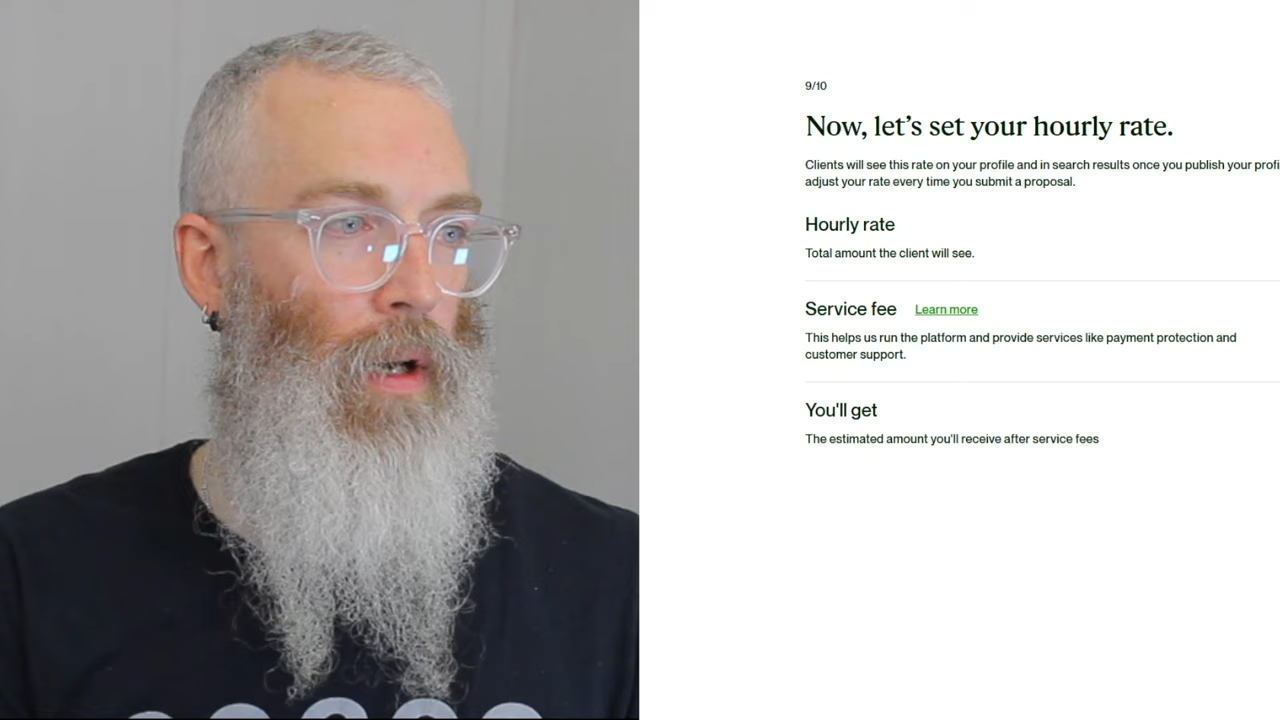 9/10
Now, let’s set your hourly rate.
Clients will see this rate on your profile and in search results once you publish your
adjust your rate every time you submit a proposal.
Hourly rate
Total amount the client will see.
Service fee Learn more
This helps us run the platform and provide services like payment protection and
customer support.
You'll get
The estimated amount you'll receive after service fees